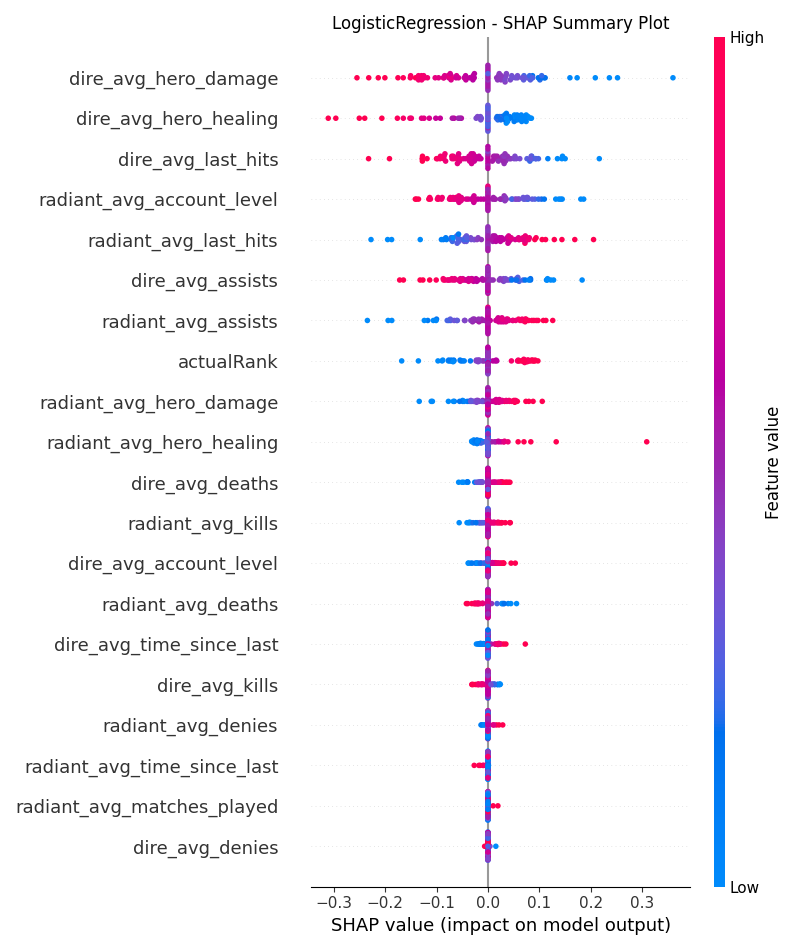 LogisticRegression - SHAP Summary Plot
High
dire_avg_hero_damage
dire_avg_hero_healing
dire_avg_last_hits
radiant_avg_account_level
radiant_avg_last_hits
dire_avg_assists
radiant_avg_assists
actualRank
radiant_avg_hero_damage
radiant_avg_hero_healing
dire_avg_deaths
radiant_avg_kills
dire_avg_account_level
radiant_avg_deaths
dire_avg_time_since_last
dire_avg_kills
radiant_avg_denies
radiant_avg_time_since_last
radiant_avg_matches_played
dire_avg_denies
Feature value
Low
−0.3 −0.2 −0.1 0.0 0.1 0.2 0.3
SHAP value (impact on model output)